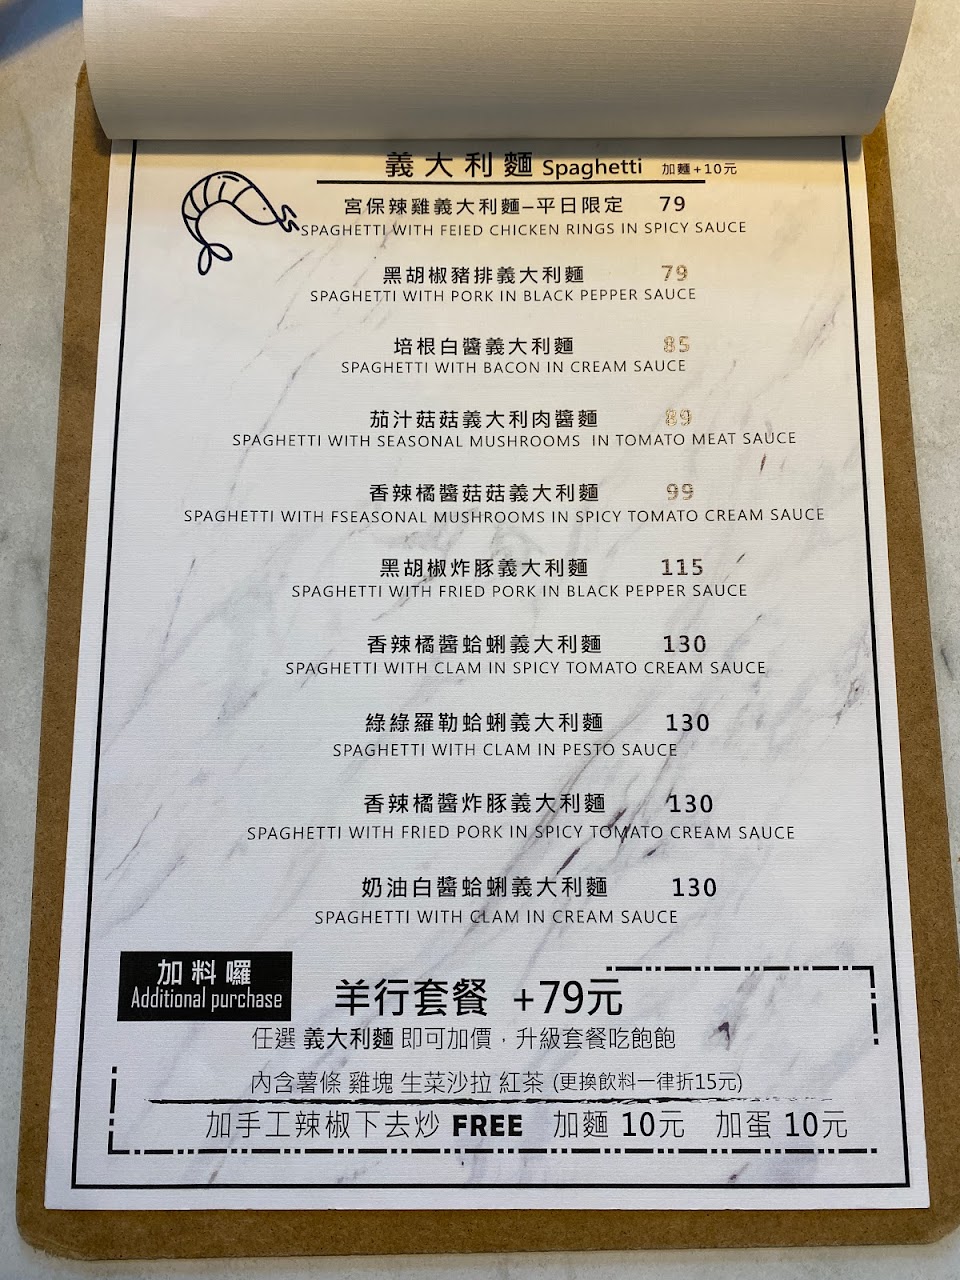 義大利麵 Spaghetti 加麵+10元
宮保辣雞義大利麵–平日限定 79
SPAGHETTI WITH FEIED CHICKEN RINGS IN SPICY SAUCE
黑胡椒豬排義大利麵 79
SPAGHETTI WITH PORK IN BLACK PEPPER SAUCE
培根白醬義大利麵 85
SPAGHETTI WITH BACON IN CREAM SAUCE
茄汁菇菇義大利肉醬麵 89
SPAGHETTI WITH SEASONAL MUSHROOMS IN TOMATO MEAT SAUCE
香辣橘醬菇菇義大利麵 99
SPAGHETTI WITH FSEASONAL MUSHROOMS IN SPICY TOMATO CREAM SAUCE
黑胡椒炸豚義大利麵 115
SPAGHETTI WITH FRIED PORK IN BLACK PEPPER SAUCE
香辣橘醬蛤蜊義大利麵 130
SPAGHETTI WITH CLAM IN SPICY TOMATO CREAM SAUCE
綠綠羅勒蛤蜊義大利麵 130
SPAGHETTI WITH CLAM IN PESTO SAUCE
香辣橘醬炸豚義大利麵 130
SPAGHETTI WITH FRIED PORK IN SPICY TOMATO CREAM SAUCE
奶油白醬蛤蜊義大利麵 130
SPAGHETTI WITH CLAM IN CREAM SAUCE
加料囉
Additional purchase
羊行套餐 +79元
任選 義大利麵 即可加價，升級套餐吃飽飽
內含薯條 雞塊 生菜沙拉 紅茶 (更換飲料一律折15元)
加手工辣椒下去炒 FREE 加麵 10元 加蛋 10元